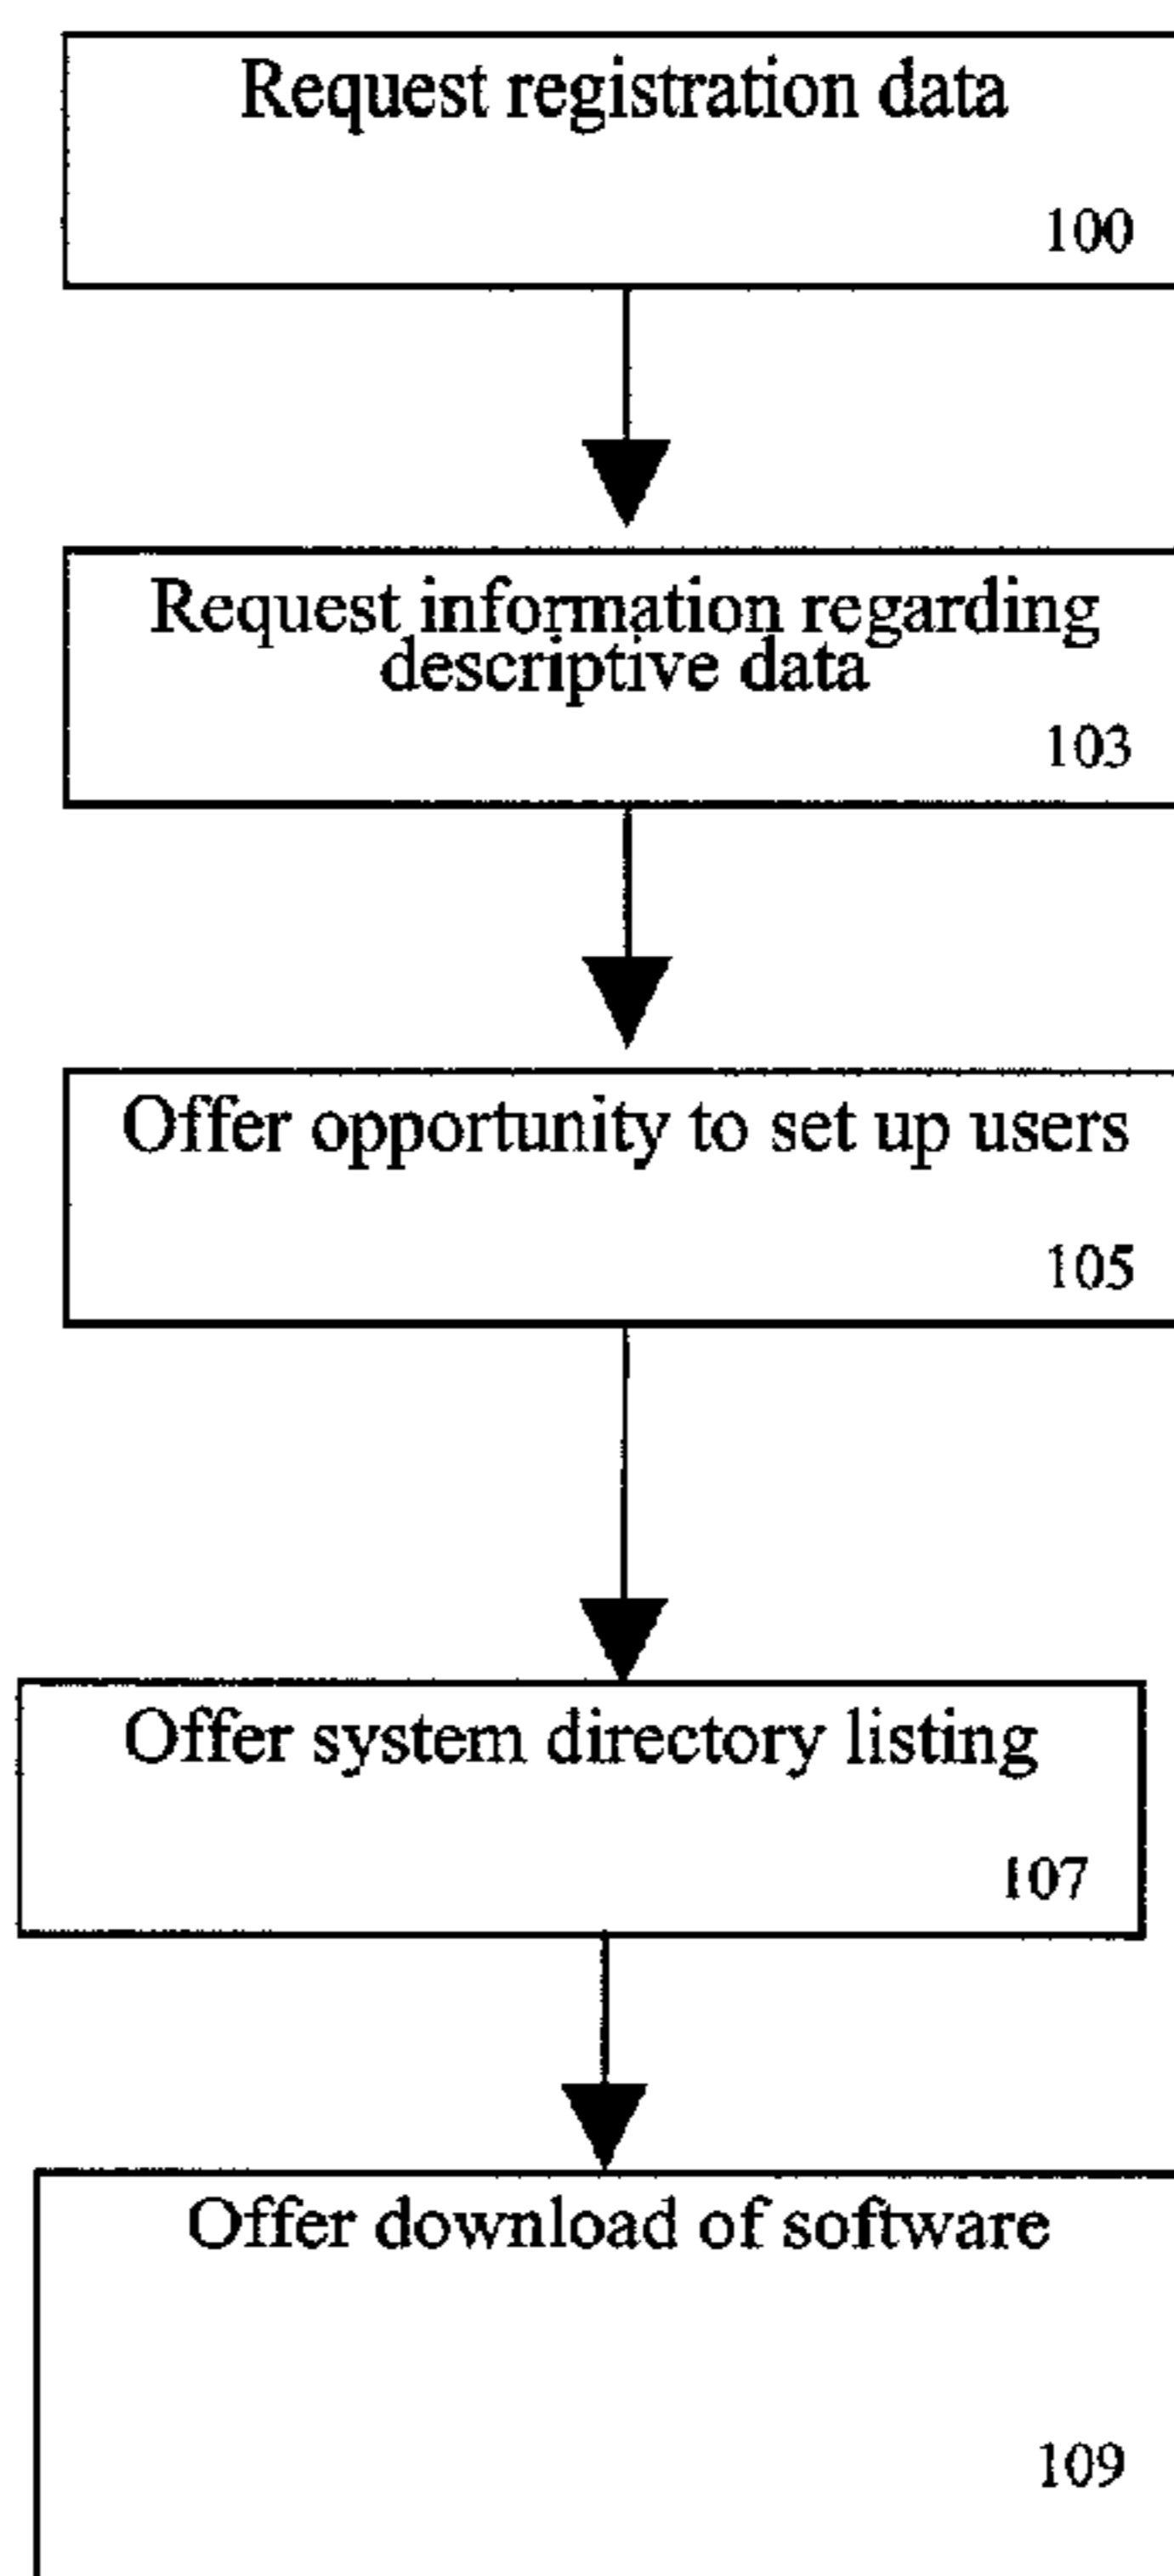 Request registration data
100
Request information regarding
descriptive data
103
Offer opportunity to set up users
105
Offer system directory listing
107
Offer download of software
109